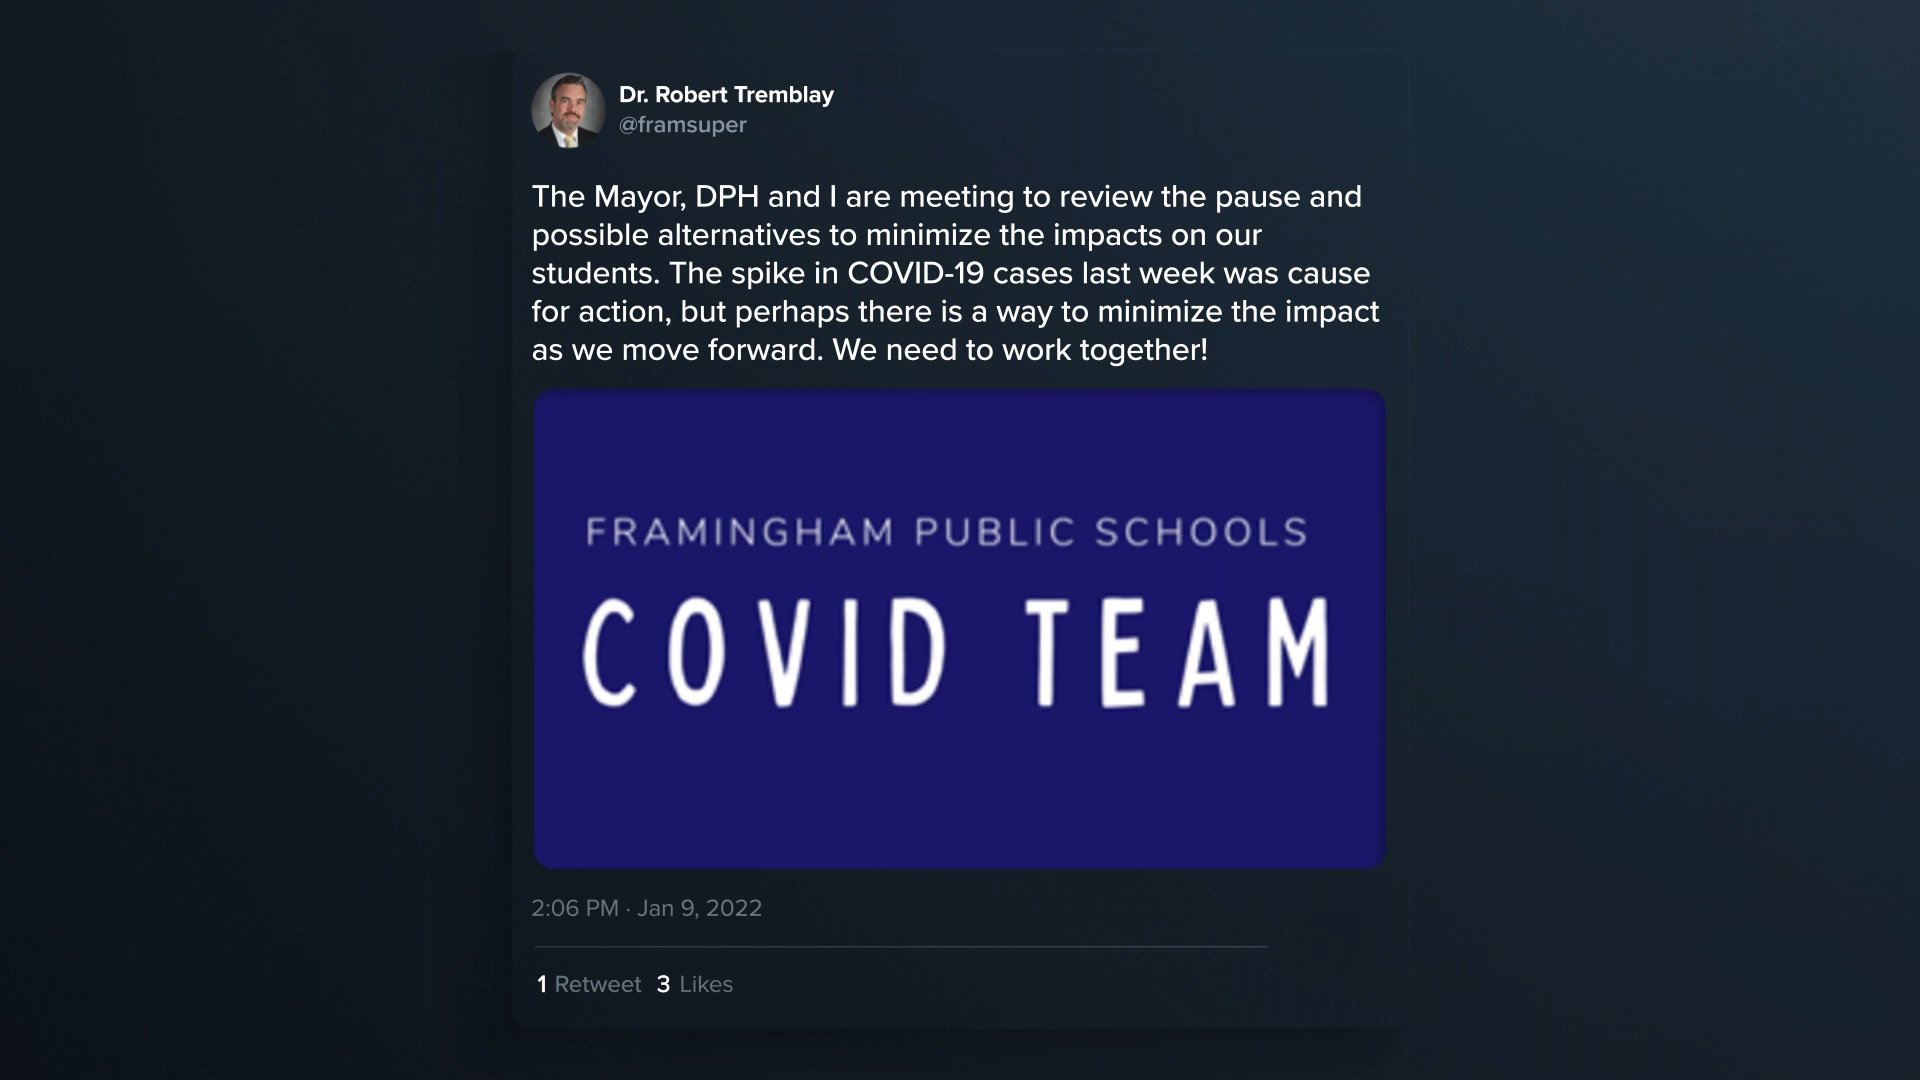 Dr. Robert Tremblay
@framsuper
The Mayor, DPH and I are meeting to review the pause and
possible alternatives to minimize the impacts on our
students. The spike in COVID-19 cases last week was cause
for action, but perhaps there is a way to minimize the impact
as we move forward. We need to work together!
FRAMINGHAM PUBLIC SCHOOLS
COVID TEAM
2:06 PM · Jan 9, 2022
1 Retweet 3 Likes